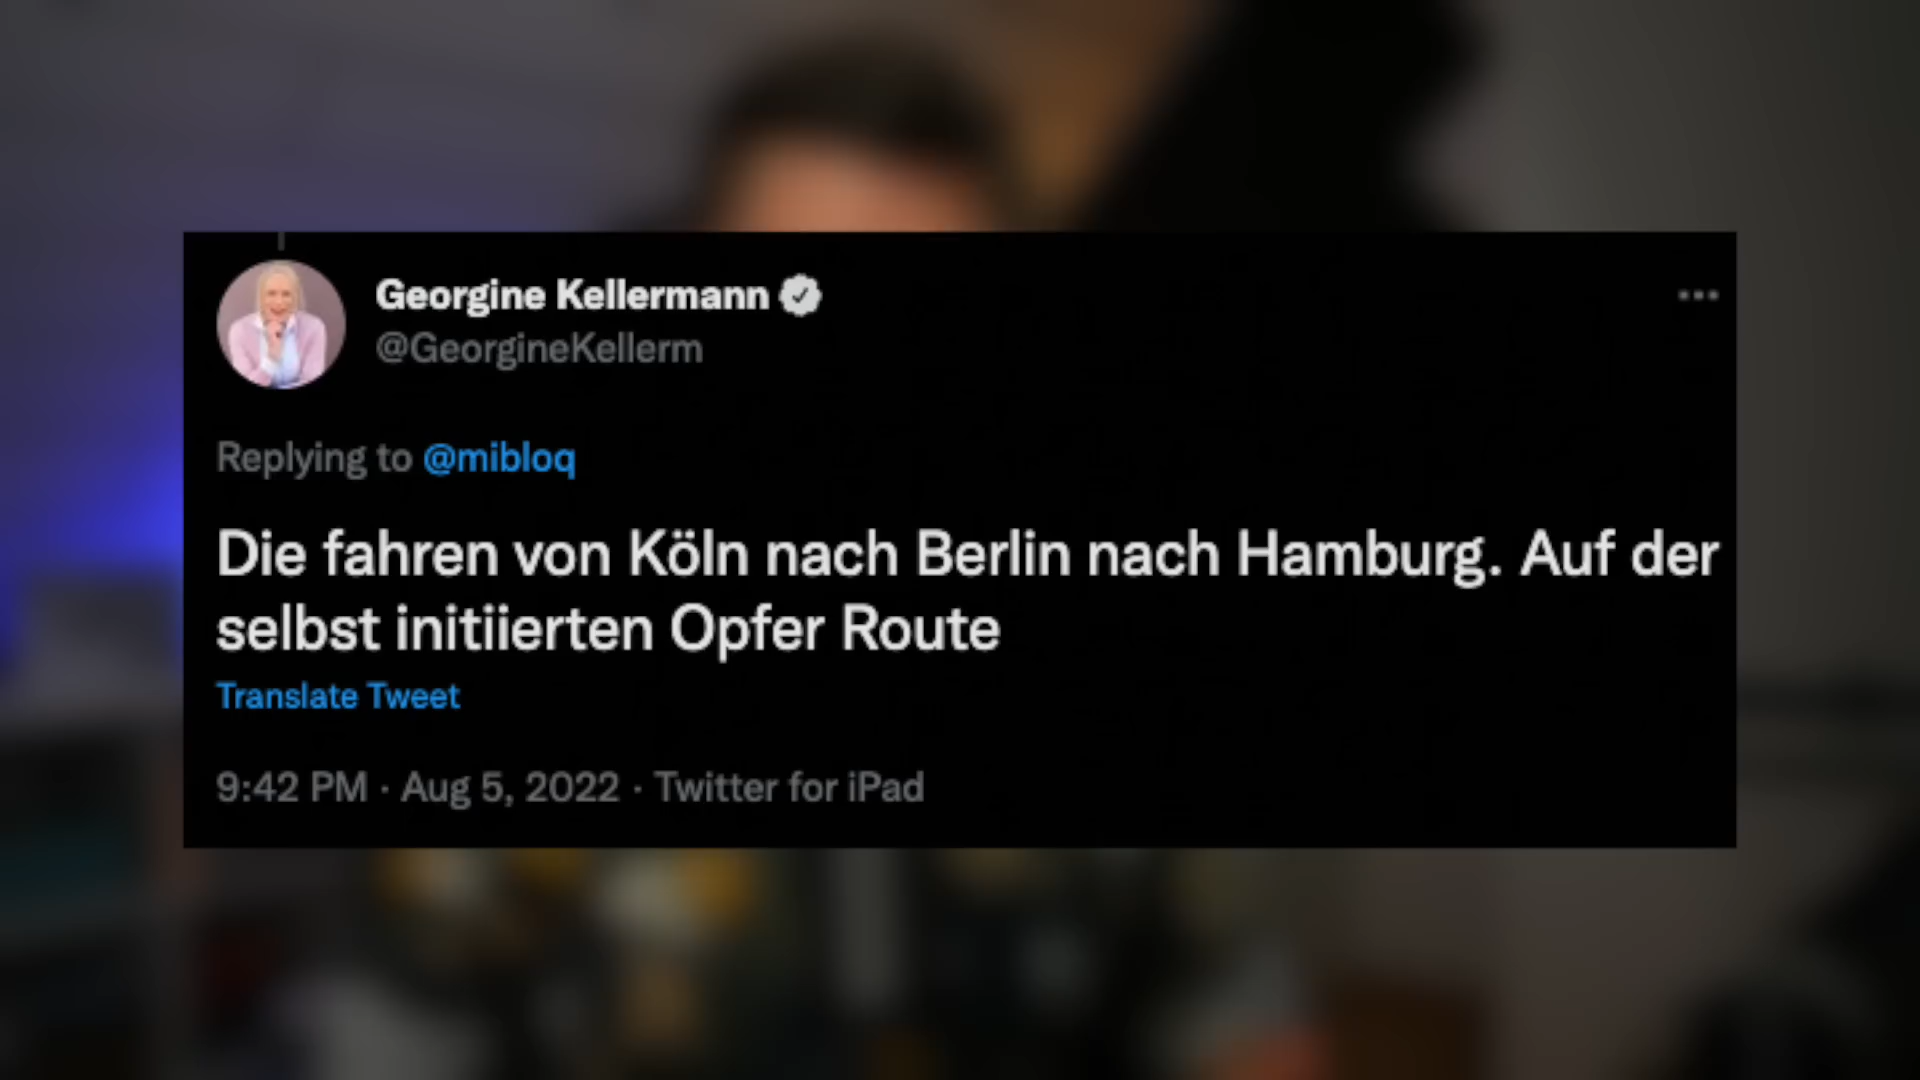 Georgine Kellermann
@GeorgineKellerm
Replying to @mibloq
Die fahren von Köln nach Berlin nach Hamburg. Auf der
selbst initiierten Opfer Route
Translate Tweet
9:42 PM · Aug 5, 2022 · Twitter for iPad